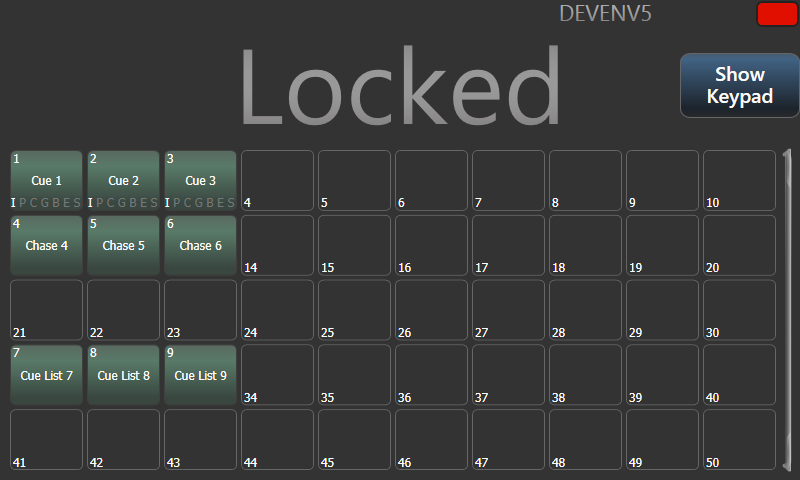 DEVENV5
Locked
Show
Keypad
1 2 3
Cue 1 Cue 2 Cue 3
I P C G B E S I P C G B E S I P C G B E S 4 5 6 7 8 9 10
4 5 6
Chase 4 Chase 5 Chase 6
14 15 16 17 18 19 20
21 22 23 24 25 26 27 28 29 30
7 8 9
Cue List 7 Cue List 8 Cue List 9
34 35 36 37 38 39 40
41 42 43 44 45 46 47 48 49 50